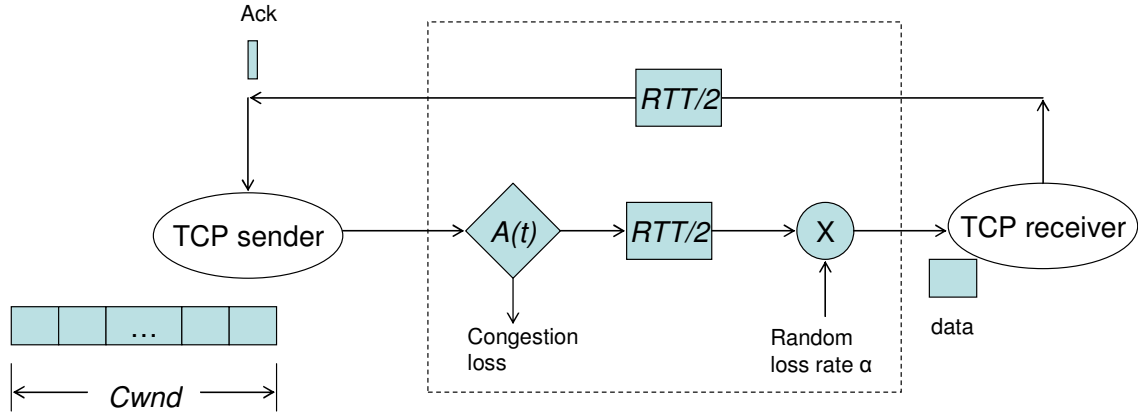 Ack
RTT/2
TCP sender
A(t)
RTT/2
X
TCP receiver
...
Congestion
loss
Random
loss rate α
data
Cwnd